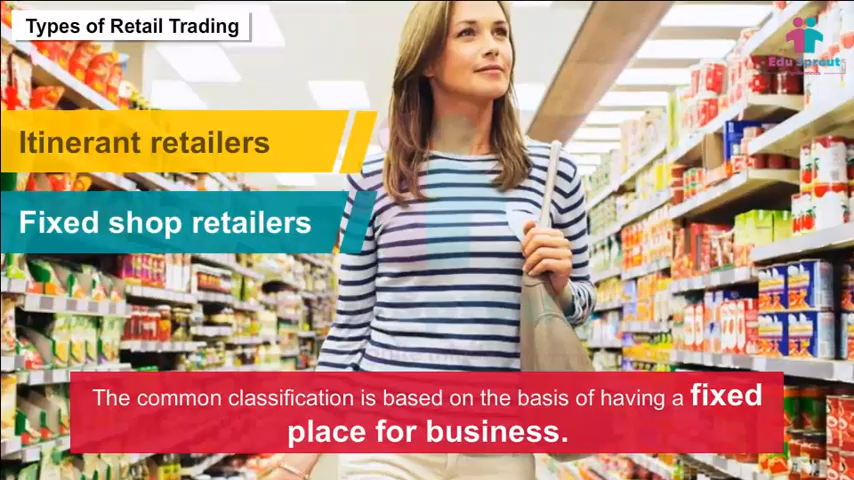 Types of Retail Trading
Edu Sprout
Itinerant retailers
Fixed shop retailers
The common classification is based on the basis of having a fixed
place for business.